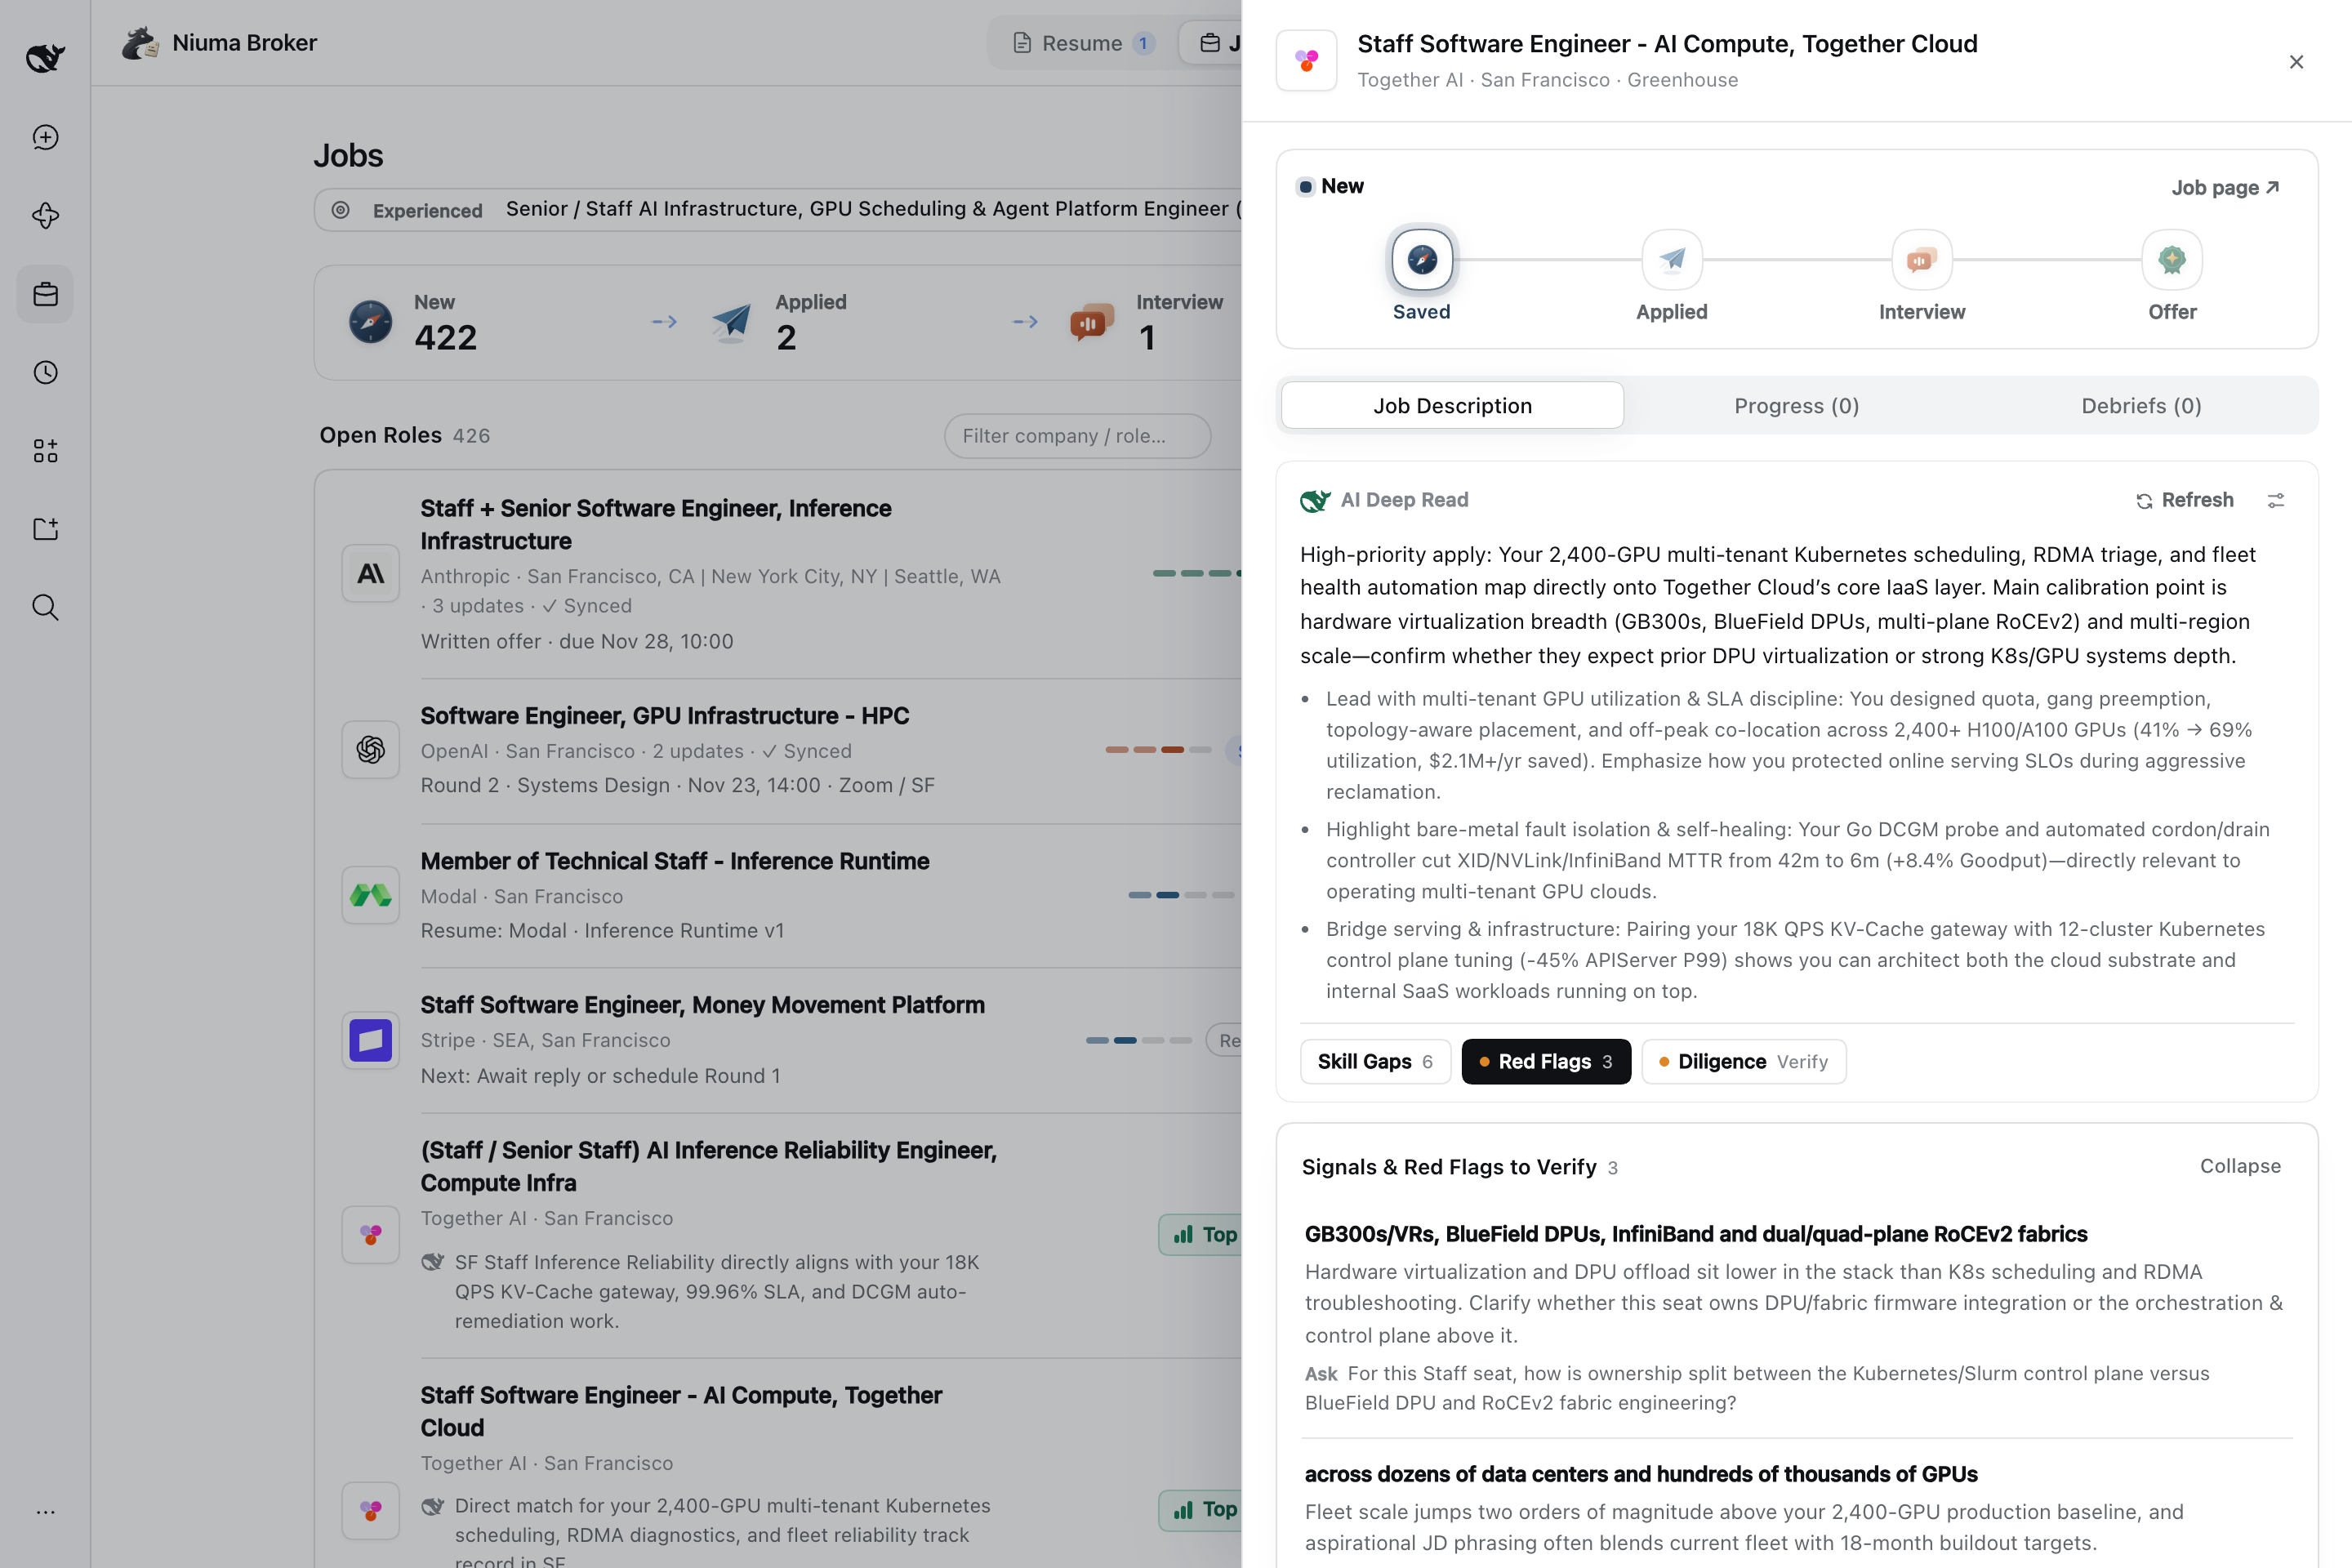 Niuma Broker
Resume 1
J
Jobs
Experienced Senior / Staff AI Infrastructure, GPU Scheduling & Agent Platform Engineer (
New
422
Applied
2
Interview
1
Open Roles 426
Filter company / role...
Staff + Senior Software Engineer, Inference
Infrastructure
Anthropic · San Francisco, CA | New York City, NY | Seattle, WA
· 3 updates · ✓ Synced
Written offer · due Nov 28, 10:00
Software Engineer, GPU Infrastructure - HPC
OpenAI · San Francisco · 2 updates · ✓ Synced
Round 2 · Systems Design · Nov 23, 14:00 · Zoom / SF
Member of Technical Staff - Inference Runtime
Modal · San Francisco
Resume: Modal · Inference Runtime v1
Staff Software Engineer, Money Movement Platform
Stripe · SEA, San Francisco
Re
Next: Await reply or schedule Round 1
(Staff / Senior Staff) AI Inference Reliability Engineer,
Compute Infra
Together AI · San Francisco
Top
SF Staff Inference Reliability directly aligns with your 18K
QPS KV-Cache gateway, 99.96% SLA, and DCGM auto-
remediation work.
Staff Software Engineer - AI Compute, Together
Cloud
Together AI · San Francisco
Top
Direct match for your 2,400-GPU multi-tenant Kubernetes
scheduling, RDMA diagnostics, and fleet reliability track
record in SF
Staff Software Engineer - AI Compute, Together Cloud
Together AI · San Francisco · Greenhouse
New
Job page ↗
Saved
Applied
Interview
Offer
Job Description
Progress (0)
Debriefs (0)
AI Deep Read
Refresh
High-priority apply: Your 2,400-GPU multi-tenant Kubernetes scheduling, RDMA triage, and fleet
health automation map directly onto Together Cloud's core IaaS layer. Main calibration point is
hardware virtualization breadth (GB300s, BlueField DPUs, multi-plane RoCEv2) and multi-region
scale—confirm whether they expect prior DPU virtualization or strong K8s/GPU systems depth.
• Lead with multi-tenant GPU utilization & SLA discipline: You designed quota, gang preemption,
topology-aware placement, and off-peak co-location across 2,400+ H100/A100 GPUs (41% → 69%
utilization, $2.1M+/yr saved). Emphasize how you protected online serving SLOs during aggressive
reclamation.
• Highlight bare-metal fault isolation & self-healing: Your Go DCGM probe and automated cordon/drain
controller cut XID/NVLink/InfiniBand MTTR from 42m to 6m (+8.4% Goodput)—directly relevant to
operating multi-tenant GPU clouds.
• Bridge serving & infrastructure: Pairing your 18K QPS KV-Cache gateway with 12-cluster Kubernetes
control plane tuning (-45% APIServer P99) shows you can architect both the cloud substrate and
internal SaaS workloads running on top.
Skill Gaps 6
Red Flags 3
Diligence Verify
Signals & Red Flags to Verify 3
Collapse
GB300s/VRs, BlueField DPUs, InfiniBand and dual/quad-plane RoCEv2 fabrics
Hardware virtualization and DPU offload sit lower in the stack than K8s scheduling and RDMA
troubleshooting. Clarify whether this seat owns DPU/fabric firmware integration or the orchestration &
control plane above it.
Ask For this Staff seat, how is ownership split between the Kubernetes/Slurm control plane versus
BlueField DPU and RoCEv2 fabric engineering?
across dozens of data centers and hundreds of thousands of GPUs
Fleet scale jumps two orders of magnitude above your 2,400-GPU production baseline, and
aspirational JD phrasing often blends current fleet with 18-month buildout targets.